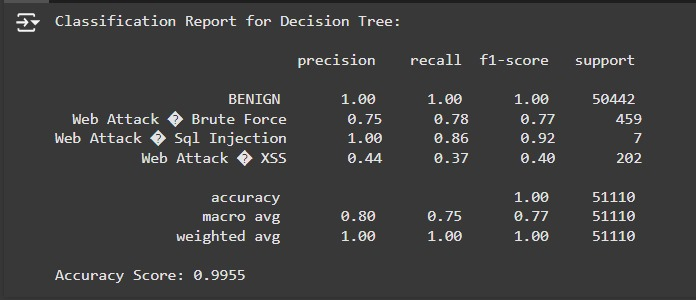 Classification Report for Decision Tree:
precision recall f1-score support
BENIGN 1.00 1.00 1.00 50442
Web Attack � Brute Force 0.75 0.78 0.77 459
Web Attack � Sql Injection 1.00 0.86 0.92 7
Web Attack � XSS 0.44 0.37 0.40 202
accuracy 1.00 51110
macro avg 0.80 0.75 0.77 51110
weighted avg 1.00 1.00 1.00 51110
Accuracy Score: 0.9955